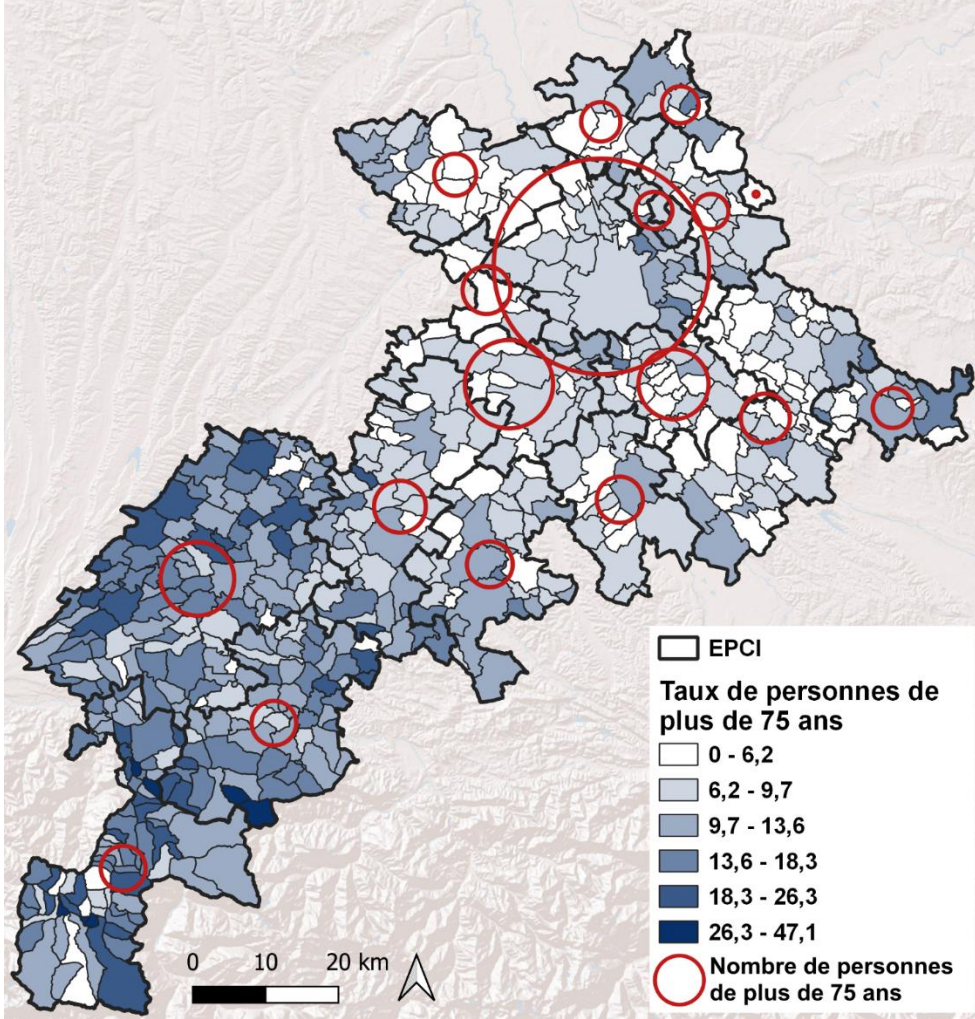 EPCI
Taux de personnes de
plus de 75 ans
0 - 6,2
6,2 - 9,7
9,7 - 13,6
13,6 - 18,3
18,3 - 26,3
26,3 - 47,1
Nombre de personnes
de plus de 75 ans
0 10 20 km